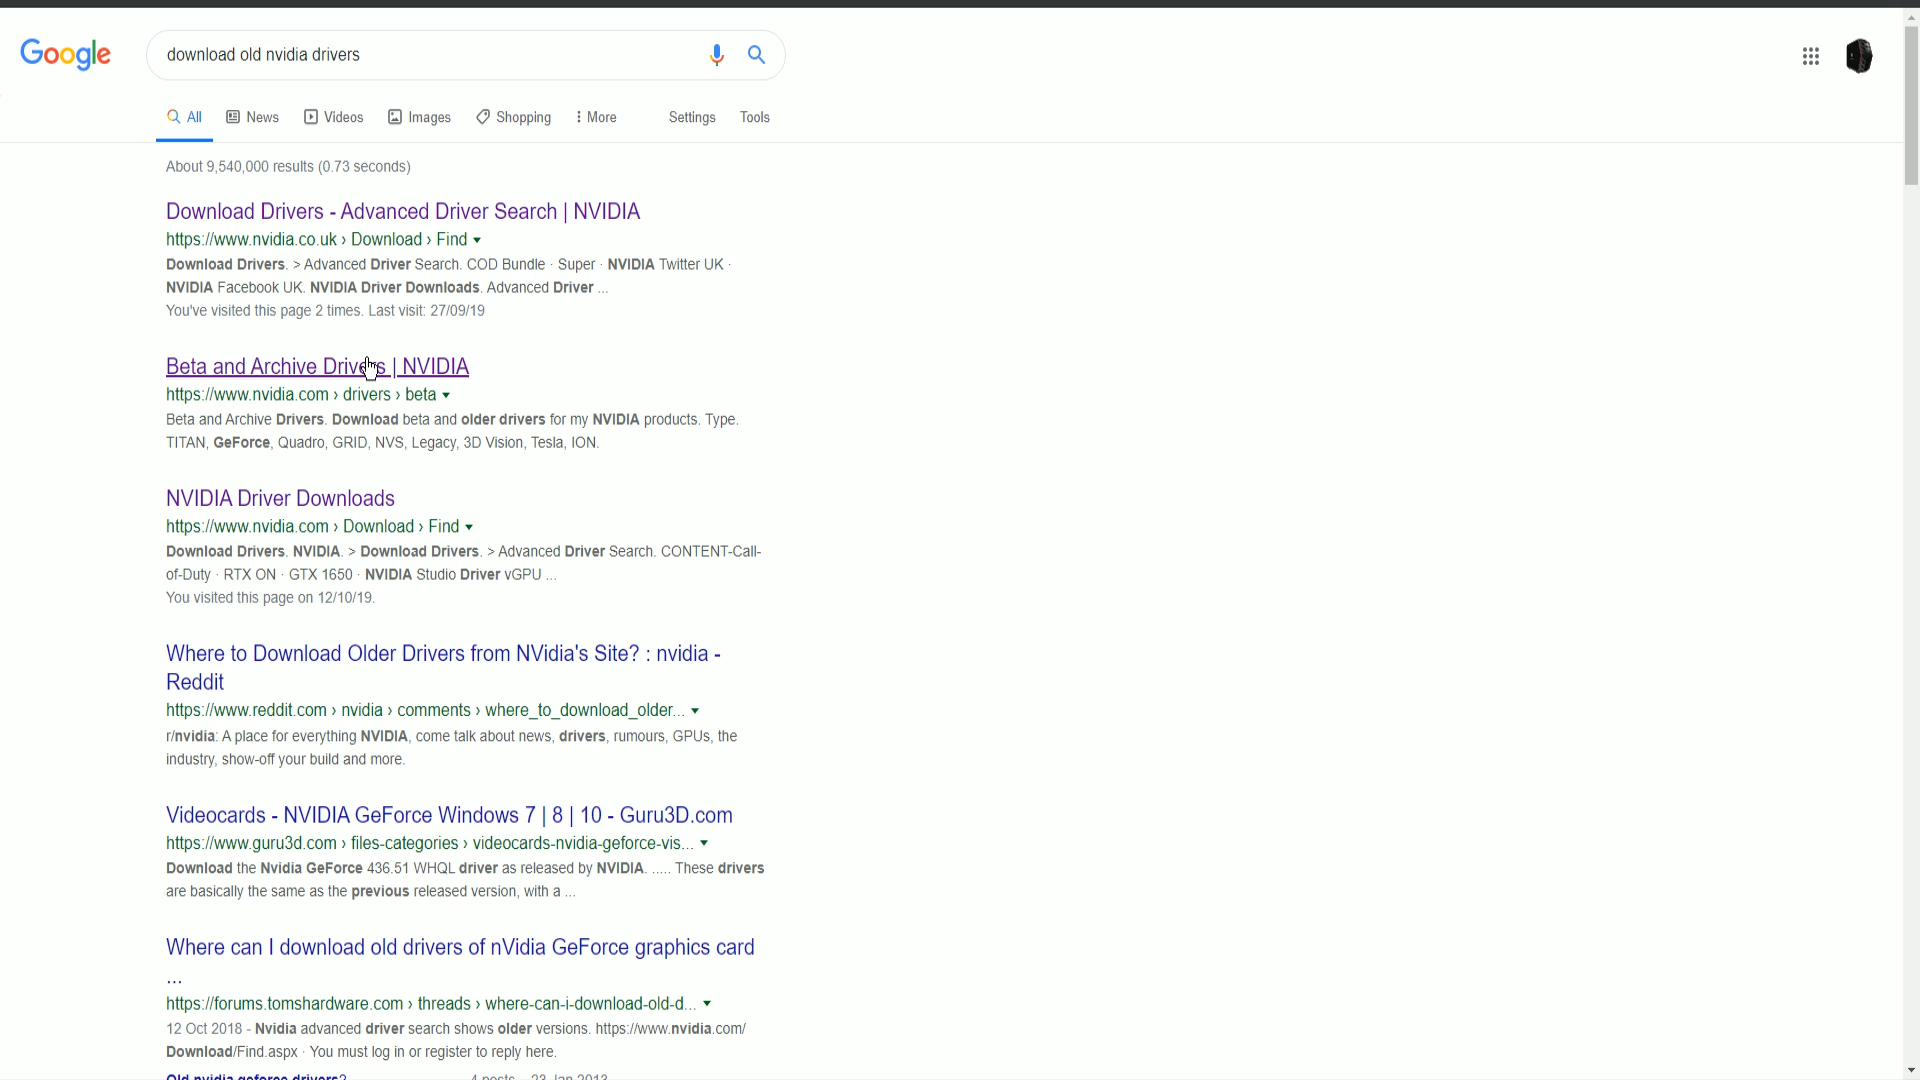 Google
download old nvidia drivers
All News Videos Images Shopping More Settings Tools
About 9,540,000 results (0.73 seconds)
Download Drivers - Advanced Driver Search | NVIDIA
https://www.nvidia.co.uk › Download › Find
Download Drivers. > Advanced Driver Search. COD Bundle · Super · NVIDIA Twitter UK ·
NVIDIA Facebook UK. NVIDIA Driver Downloads. Advanced Driver ...
You've visited this page 2 times. Last visit: 27/09/19
Beta and Archive Drivers | NVIDIA
https://www.nvidia.com › drivers › beta
Beta and Archive Drivers. Download beta and older drivers for my NVIDIA products. Type.
TITAN, GeForce, Quadro, GRID, NVS, Legacy, 3D Vision, Tesla, ION.
NVIDIA Driver Downloads
https://www.nvidia.com › Download › Find
Download Drivers. NVIDIA. > Download Drivers. > Advanced Driver Search. CONTENT-Call-
of-Duty · RTX ON · GTX 1650 · NVIDIA Studio Driver vGPU ...
You visited this page on 12/10/19.
Where to Download Older Drivers from NVidia's Site? : nvidia -
Reddit
https://www.reddit.com › nvidia › comments › where_to_download_older...
r/nvidia: A place for everything NVIDIA, come talk about news, drivers, rumours, GPUs, the
industry, show-off your build and more.
Videocards - NVIDIA GeForce Windows 7 | 8 | 10 - Guru3D.com
https://www.guru3d.com › files-categories › videocards-nvidia-geforce-vis...
Download the Nvidia GeForce 436.51 WHQL driver as released by NVIDIA. ..... These drivers
are basically the same as the previous released version, with a ...
Where can I download old drivers of nVidia GeForce graphics card
...
https://forums.tomshardware.com › threads › where-can-i-download-old-d...
12 Oct 2018 - Nvidia advanced driver search shows older versions. https://www.nvidia.com/
Download/Find.aspx · You must log in or register to reply here.
Old nvidia geforce drivers? 4 posts 23 Jan 2013